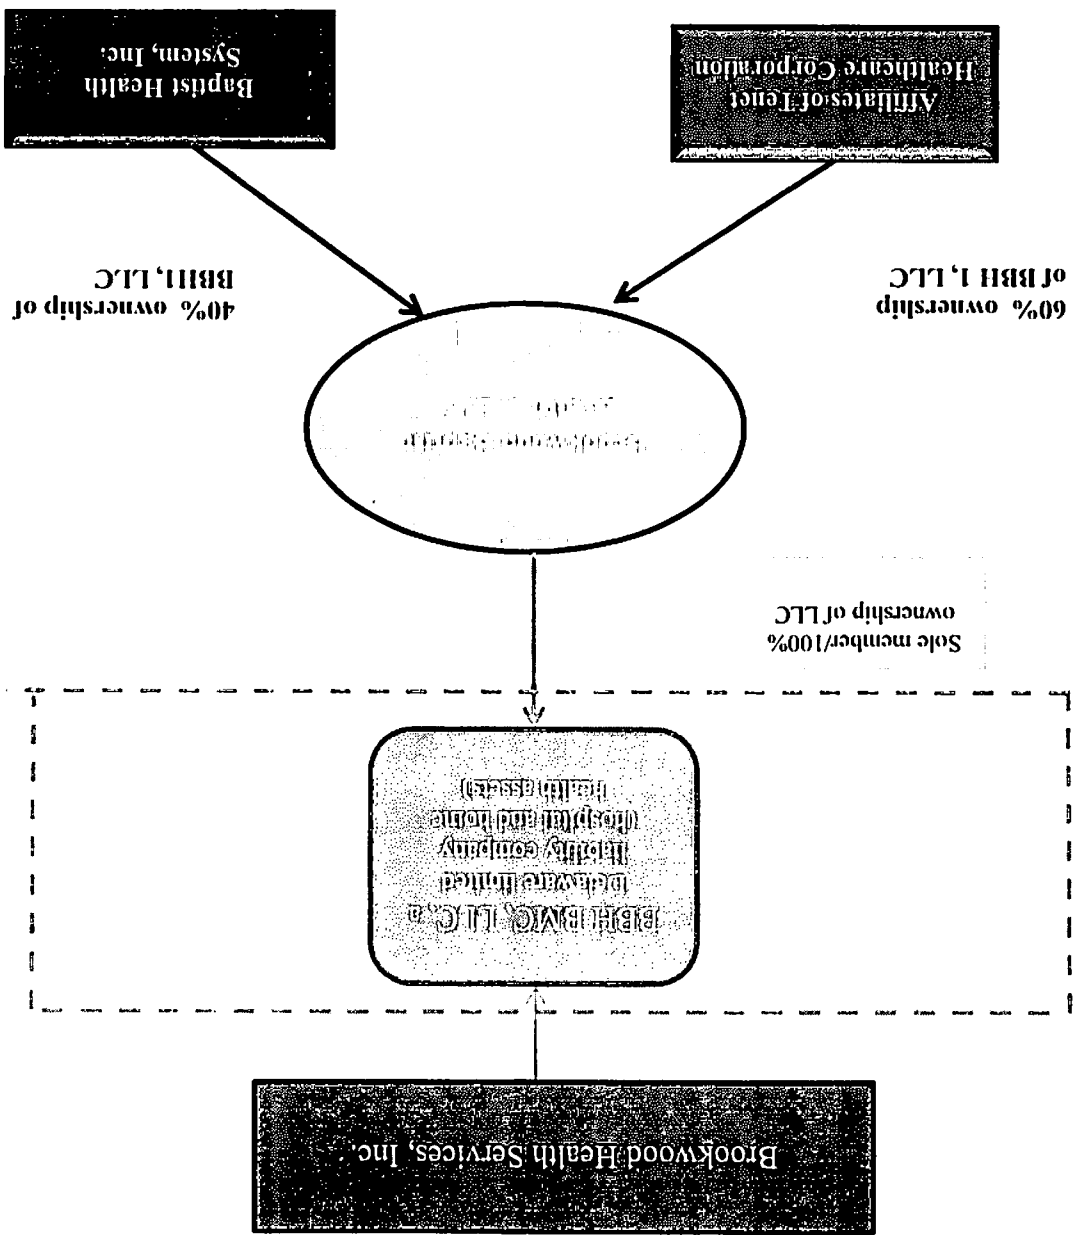 Brookwood Health Services, Inc.
BBH BMC, LLC, a
Delaware limited
liability company
(hospital and home
health assets)
Sole member/100%
ownership of LLC
60% ownership
of BBH 1, LLC
40% ownership of
BBH1, LLC
Affiliates of Tenet
Healthcare Corporation
Baptist Health
System, Inc.